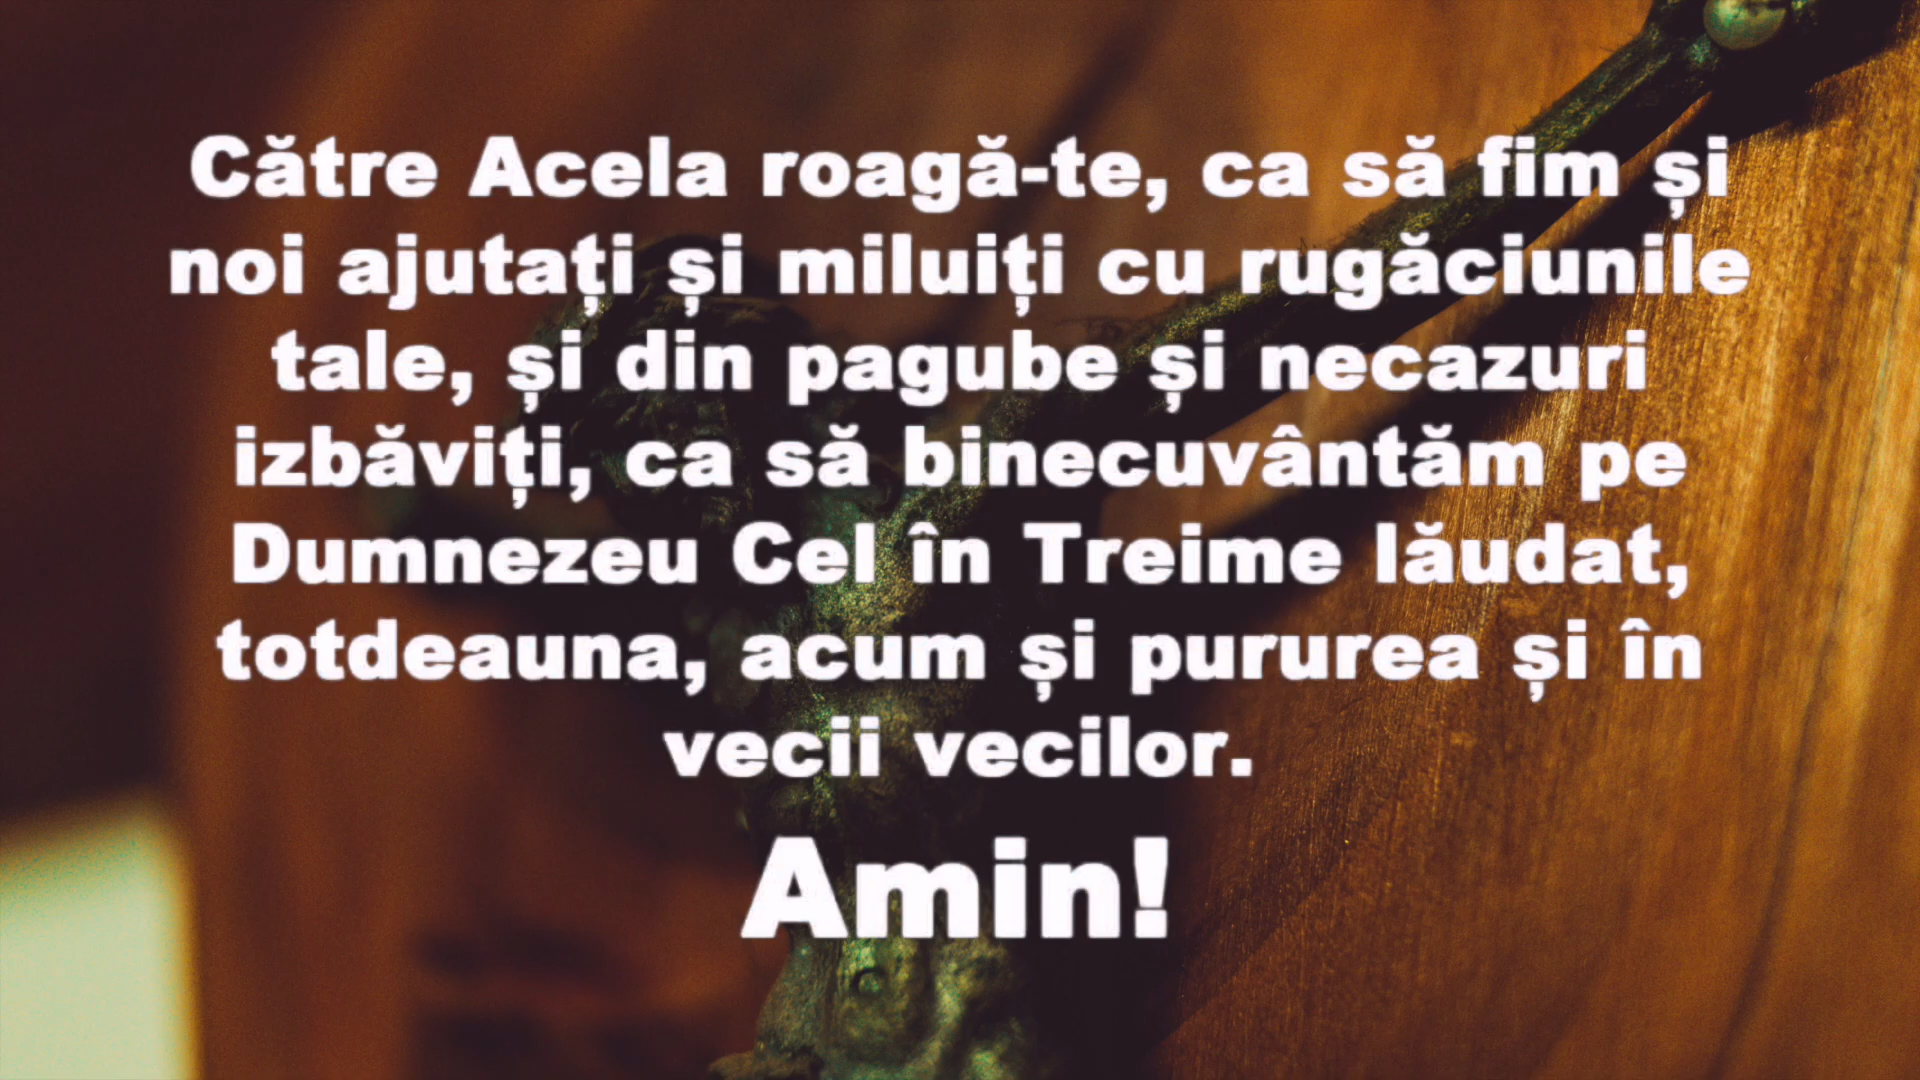 Către Acela roagă-te, ca să fim și
noi ajutați și miluiți cu rugăciunile
tale, și din pagube și necazuri
izbăviți, ca să binecuvântăm pe
Dumnezeu Cel în Treime lăudat,
totdeauna, acum și pururea și în
vecii vecilor.
Amin!